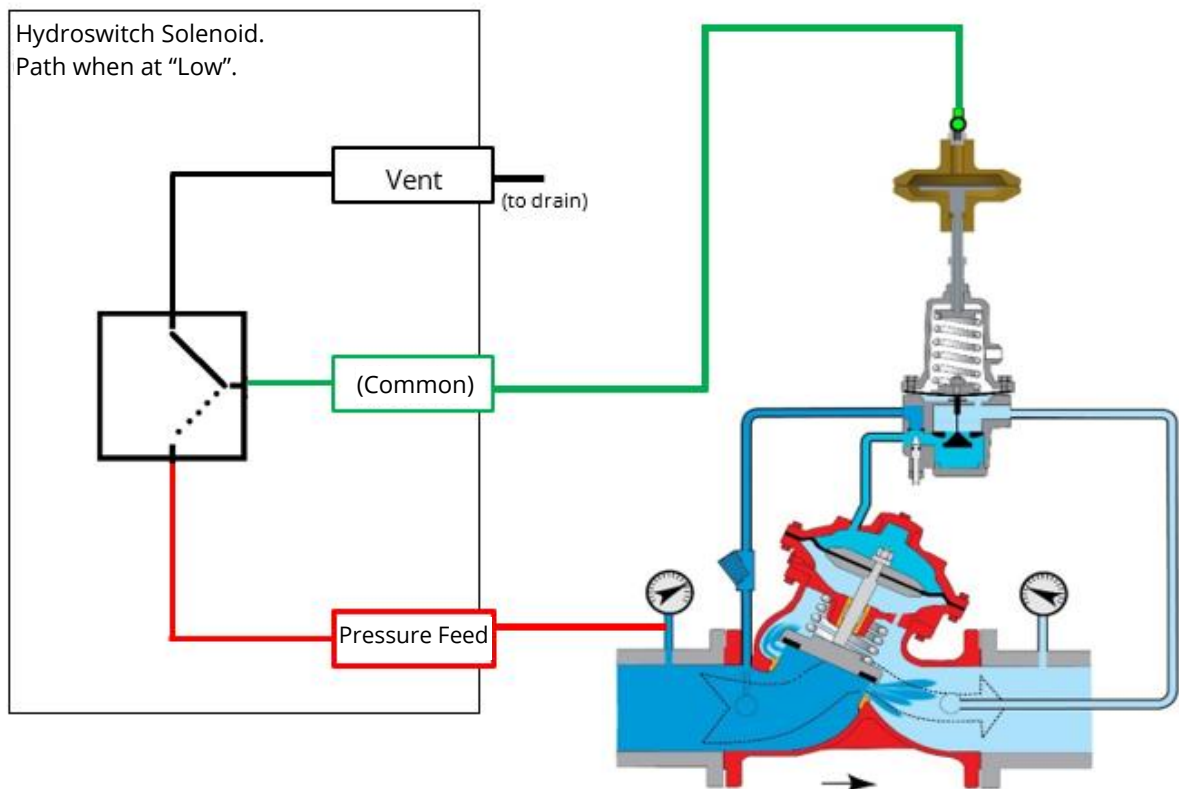 Hydroswitch Solenoid.
Path when at “Low”.
Vent
(to drain)
(Common)
Pressure Feed